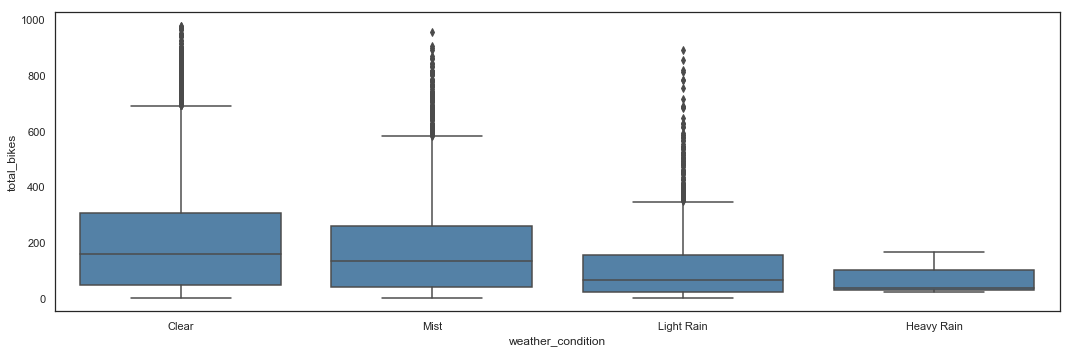 1000
800
600
400
200
0
total_bikes
Clear
Mist
Light Rain
Heavy Rain
weather_condition